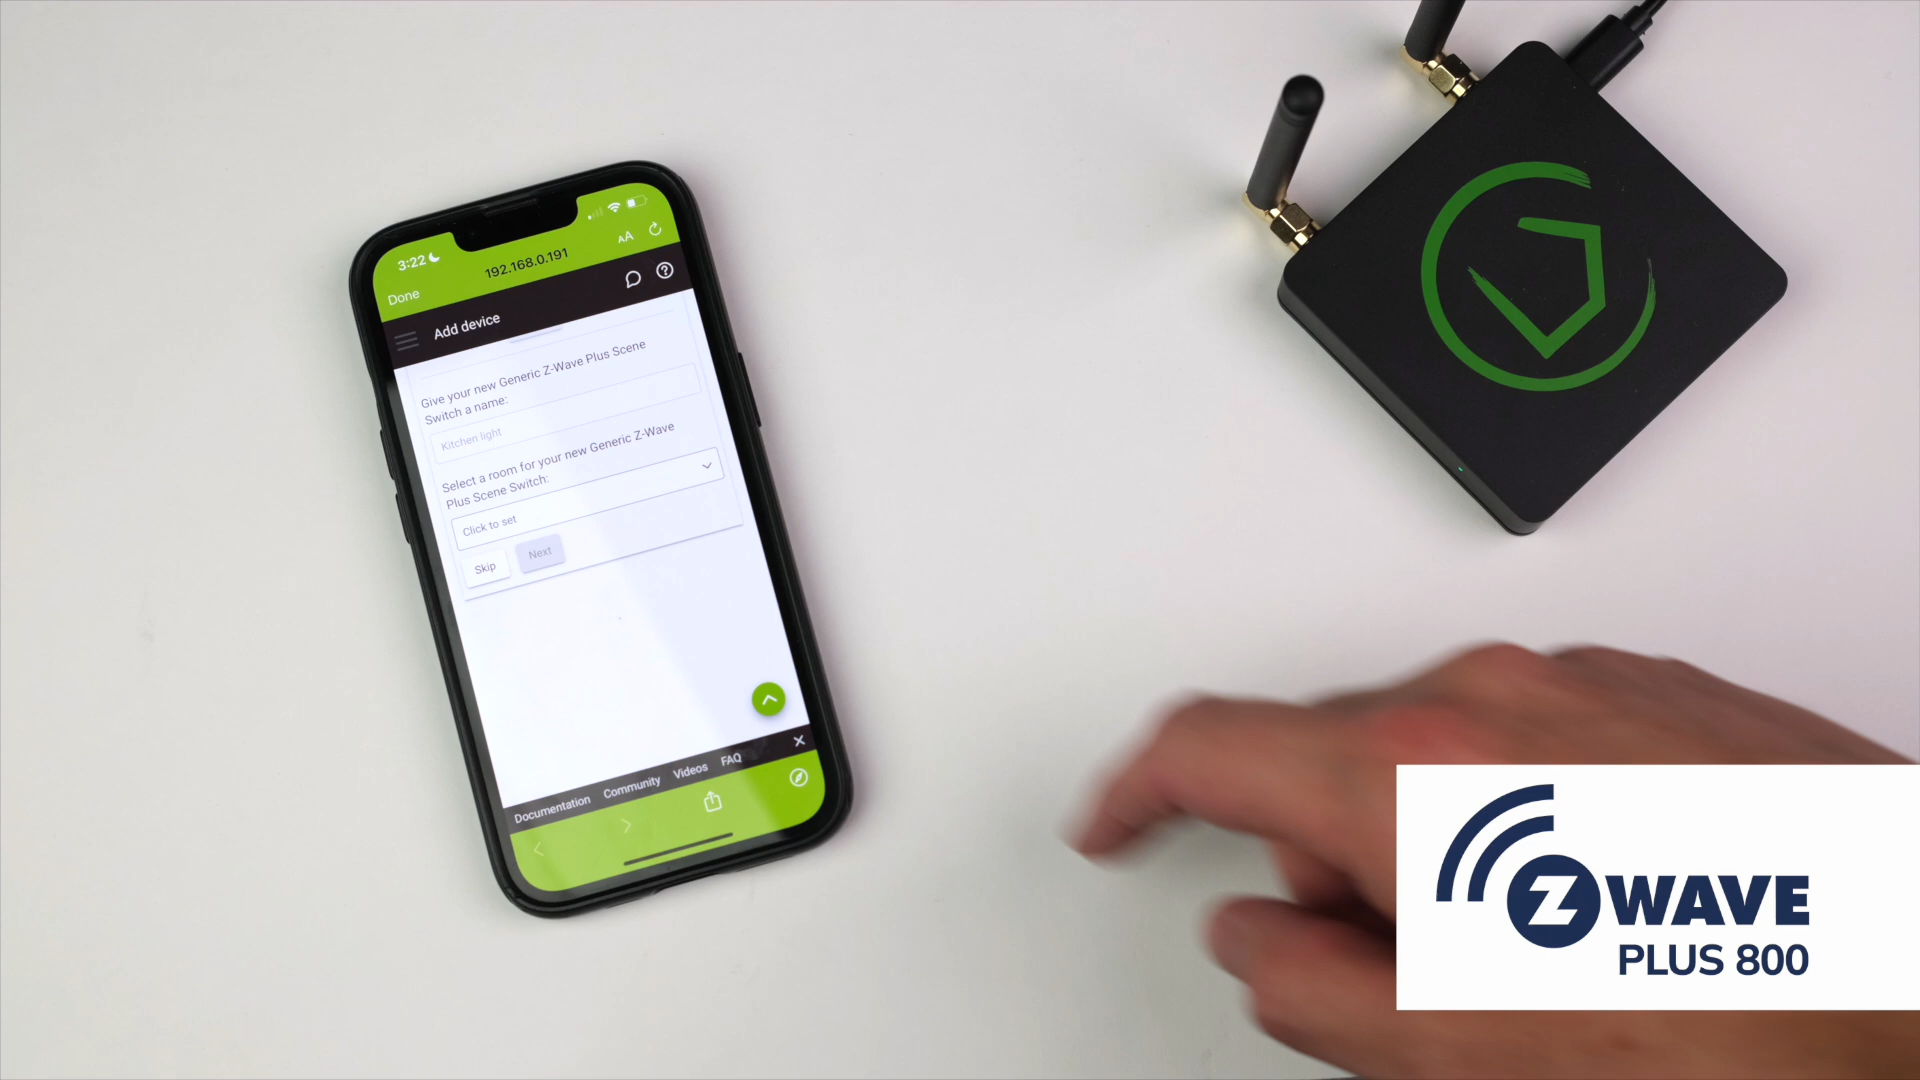 3:22
192.168.0.191
AA
Done
Add device
Give your new Generic Z-Wave Plus Scene
Switch a name:
Kitchen light
Select a room for your new Generic Z-Wave
Plus Scene Switch:
Click to set
Skip
Next
Documentation
Community
Videos
FAQ
Z WAVE
PLUS 800